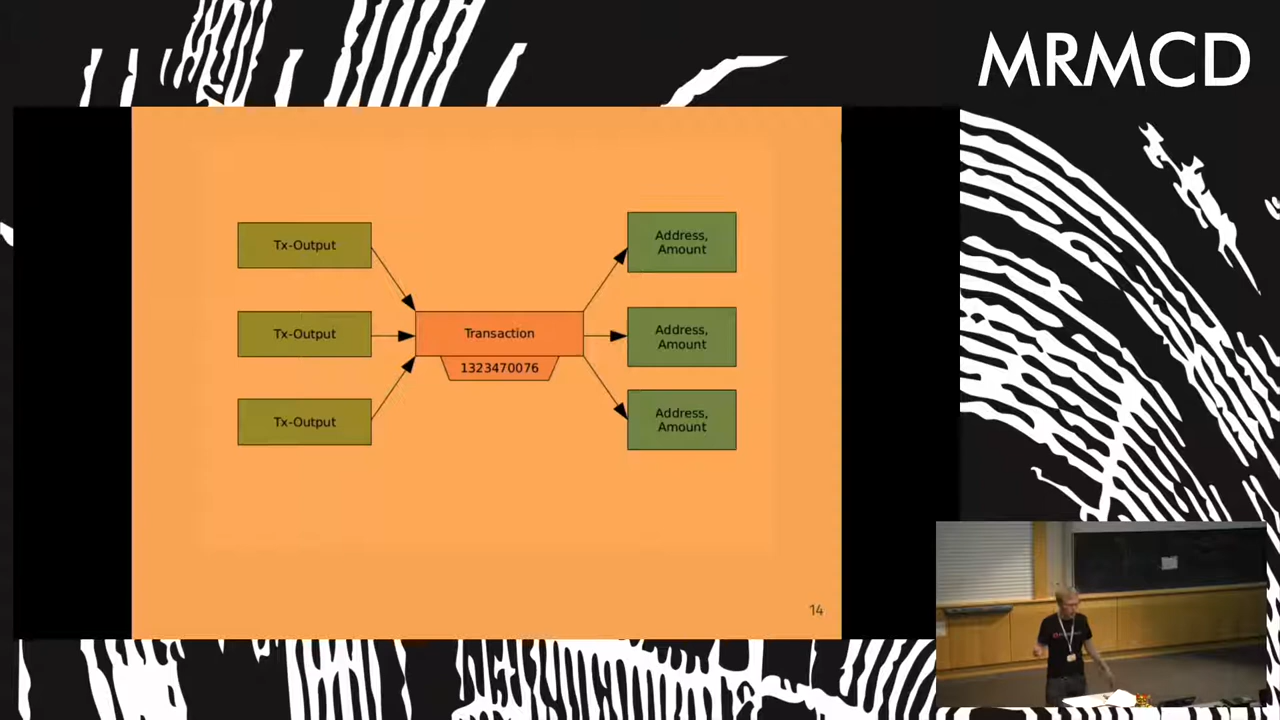 MRMCD
Tx-Output
Tx-Output
Tx-Output
Transaction
1323470076
Address,
Amount
Address,
Amount
Address,
Amount
14